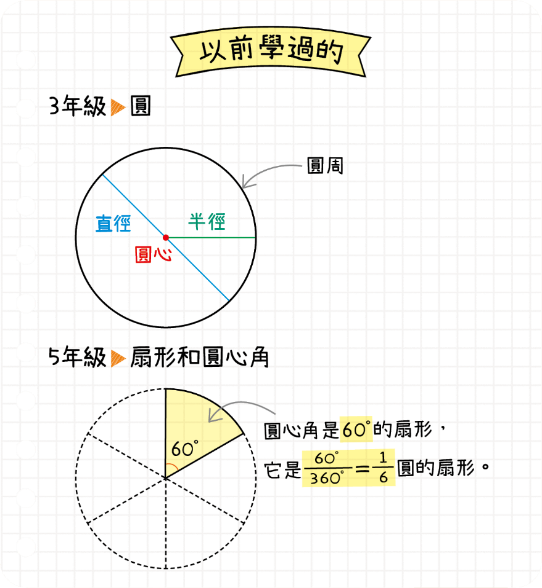 以前學過的
3年級▶圓
圓周
直徑
半徑
圓心
5年級▶扇形和圓心角
60°
圓心角是60°的扇形，
它是60°/360°=1/6圓的扇形。